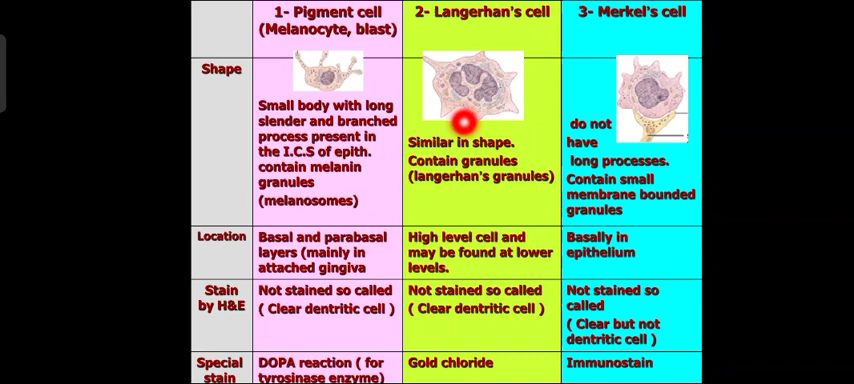 1- Pigment cell
(Melanocyte, blast)
2- Langerhan's cell
3- Merkel's cell
Shape
Small body with long
slender and branched
process present in
the I.C.S of epith.
contain melanin
granules
(melanosomes)
Similar in shape.
Contain granules
(langerhan's granules)
do not
have
long processes.
Contain small
membrane bounded
granules
Location
Basal and parabasal
layers (mainly in
attached gingiva
High level cell and
may be found at lower
levels.
Basally in
epithelium
Stain
by H&E
Not stained so called
( Clear dentritic cell )
Not stained so called
( Clear dentritic cell )
Not stained so
called
( Clear but not
dentritic cell )
Special
stain
DOPA reaction ( for
tyrosinase enzyme)
Gold chloride
Immunostain